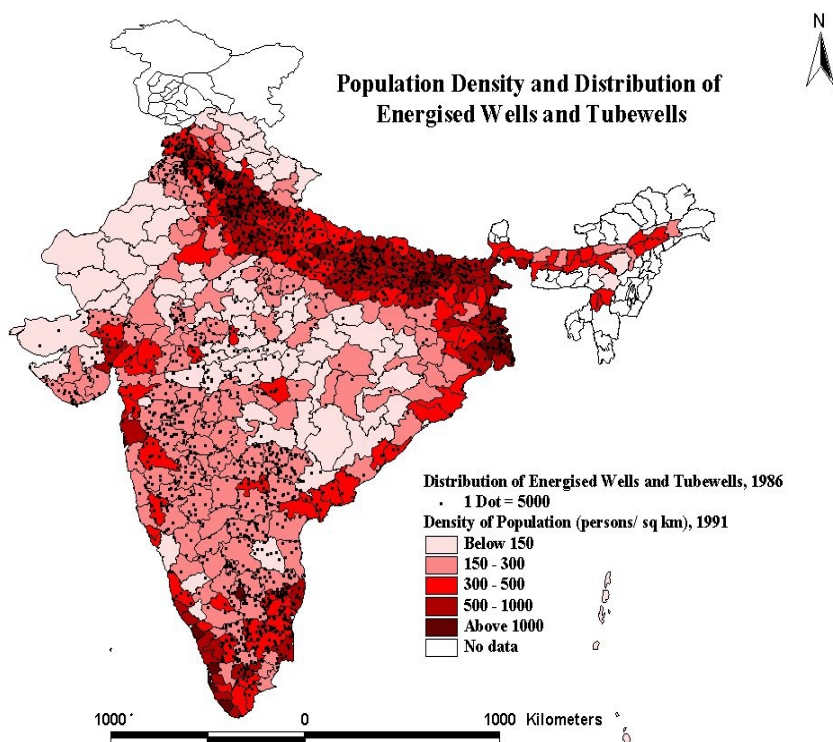 N
Population Density and Distribution of
Energised Wells and Tubewells
Distribution of Energised Wells and Tubewells, 1986
1 Dot = 5000
Density of Population (persons/ sq km), 1991
Below 150
150 - 300
300 - 500
500 - 1000
Above 1000
No data
1000 0 1000 Kilometers